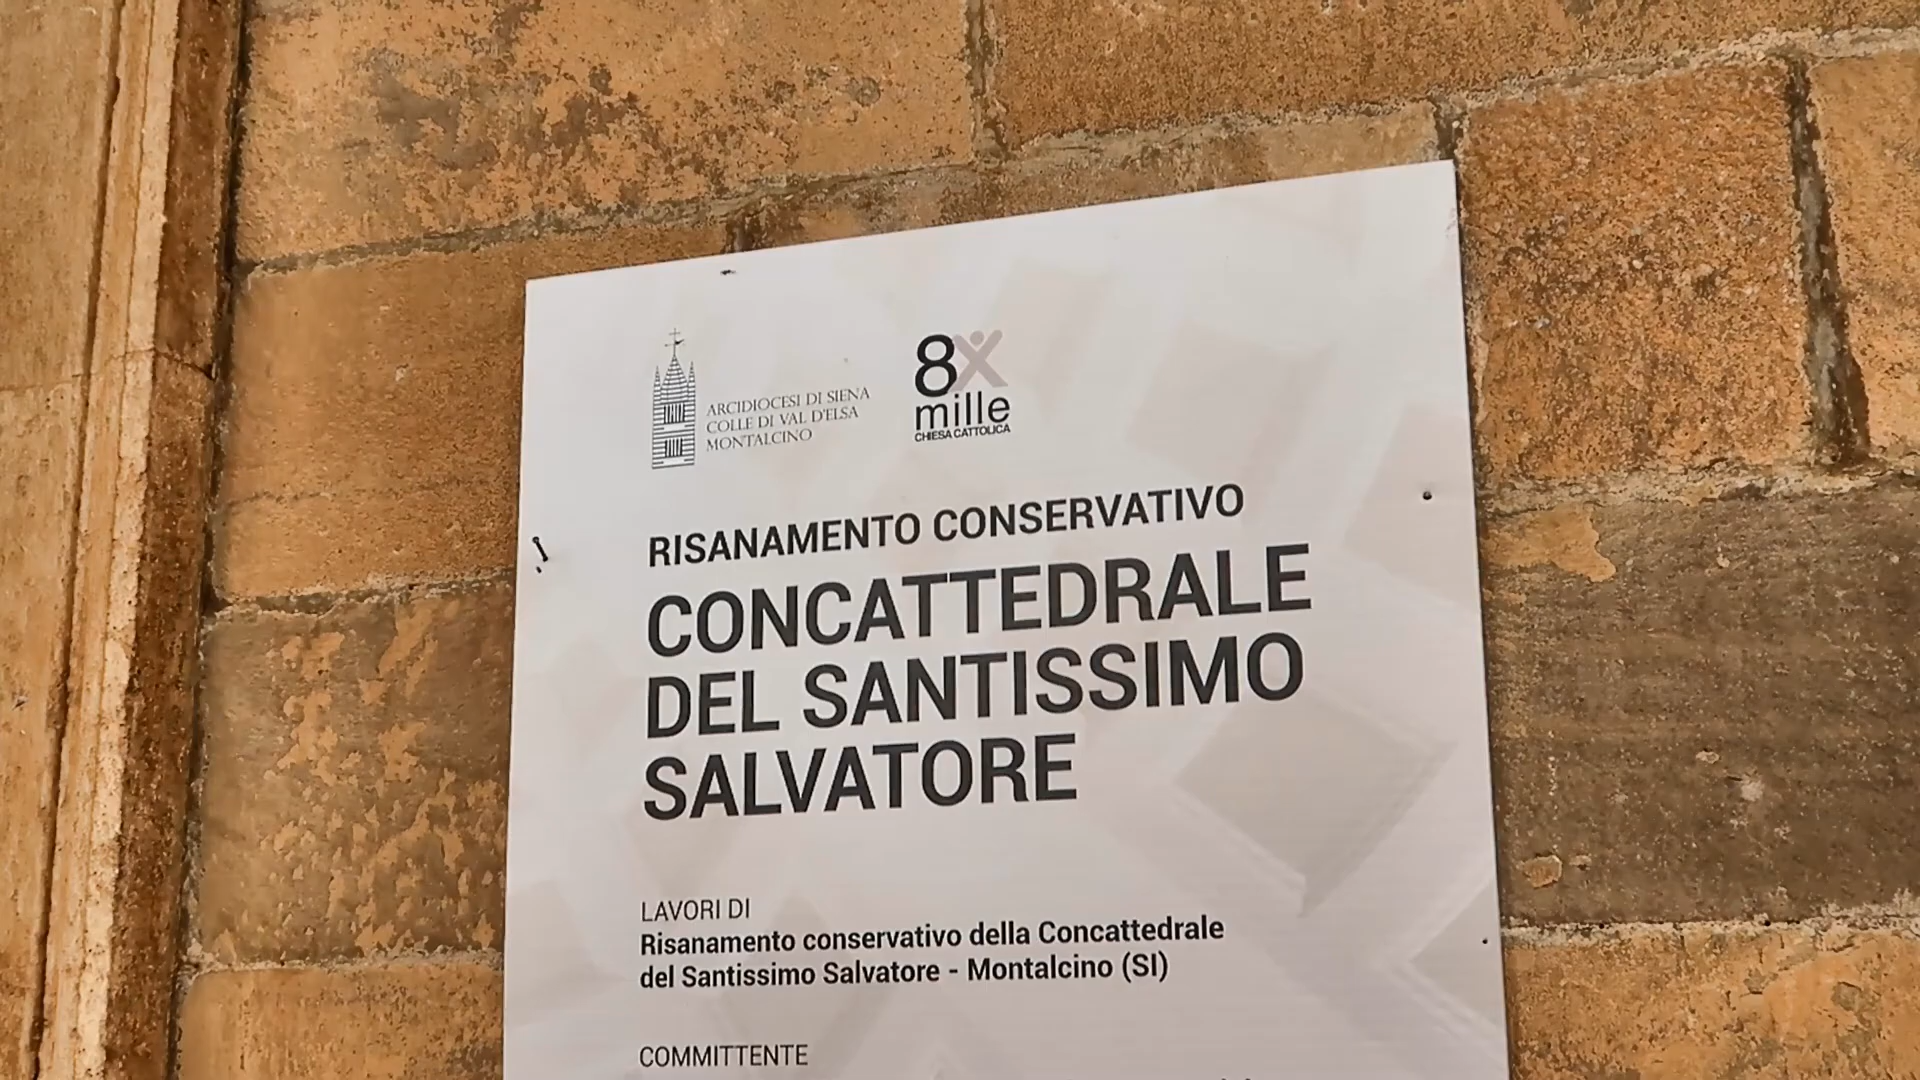 ARCIDIOCESI DI SIENA
COLLE DI VAL D'ELSA
MONTALCINO
8X
mille
CHIESA CATTOLICA
RISANAMENTO CONSERVATIVO
CONCATTEDRALE
DEL SANTISSIMO
SALVATORE
LAVORI DI
Risanamento conservativo della Concattedrale
del Santissimo Salvatore - Montalcino (SI)
COMMITTENTE